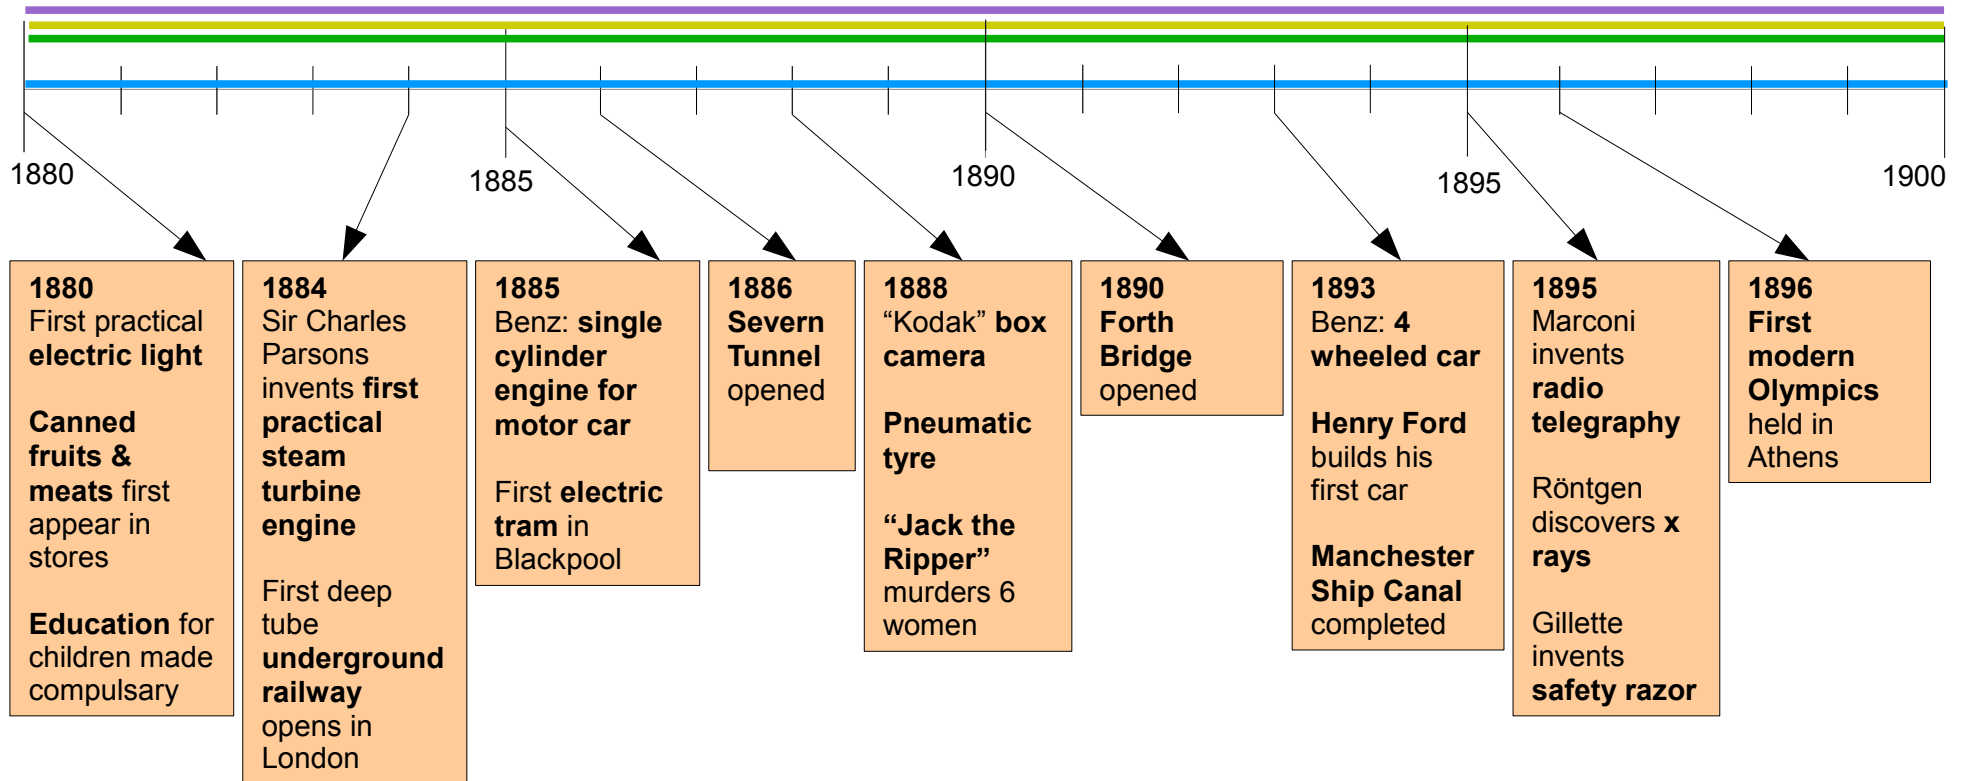 1880
1885
1890
1895
1900
1880
First practical
electric light
Canned
fruits &
meats first
appear in
stores
Education for
children made
compulsary
1884
Sir Charles
Parsons
invents first
practical
steam
turbine
engine
First deep
tube
underground
railway
opens in
London
1885
Benz: single
cylinder
engine for
motor car
First electric
tram in
Blackpool
1886
Severn
Tunnel
opened
1888
“Kodak” box
camera
Pneumatic
tyre
“Jack the
Ripper”
murders 6
women
1890
Forth
Bridge
opened
1893
Benz: 4
wheeled car
Henry Ford
builds his
first car
Manchester
Ship Canal
completed
1895
Marconi
invents
radio
telegraphy
Röntgen
discovers x
rays
Gillette
invents
safety razor
1896
First
modern
Olympics
held in
Athens